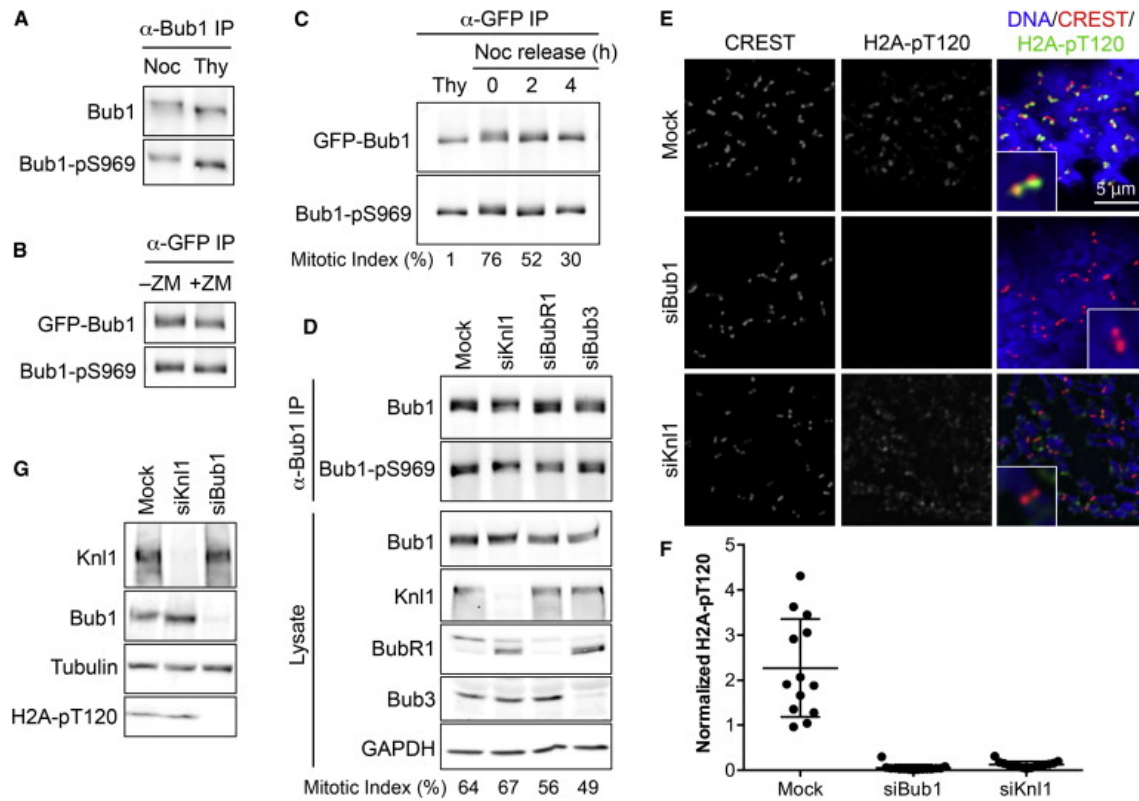 A
α-Bub1 IP
Noc Thy
Bub1
Bub1-pS969
B
α-GFP IP
–ZM +ZM
GFP-Bub1
Bub1-pS969
C
α-GFP IP
Noc release (h)
Thy 0 2 4
GFP-Bub1
Bub1-pS969
Mitotic Index (%) 1 76 52 30
D
Mock siKnl1 siBubR1 siBub3
α-Bub1 IP
Bub1
Bub1-pS969
Lysate
Bub1
Knl1
BubR1
Bub3
GAPDH
Mitotic Index (%) 64 67 56 49
E
DNA/CREST/
CREST H2A-pT120 H2A-pT120
Mock
5 μm
siBub1
siKnl1
F
Normalized H2A-pT120
5
4
3
2
1
0
Mock siBub1 siKnl1
G
Mock siKnl1 siBub1
Knl1
Bub1
Tubulin
H2A-pT120